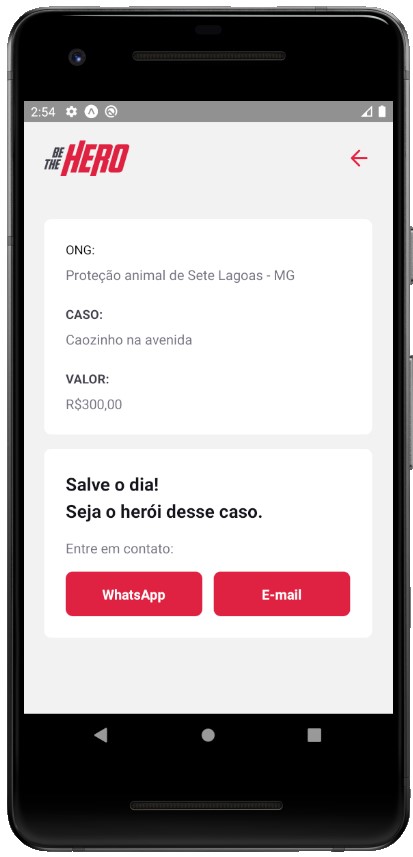 2:54
BE
THE HERO
ONG:
Proteção animal de Sete Lagoas - MG
CASO:
Caozinho na avenida
VALOR:
R$300,00
Salve o dia!
Seja o herói desse caso.
Entre em contato:
WhatsApp E-mail